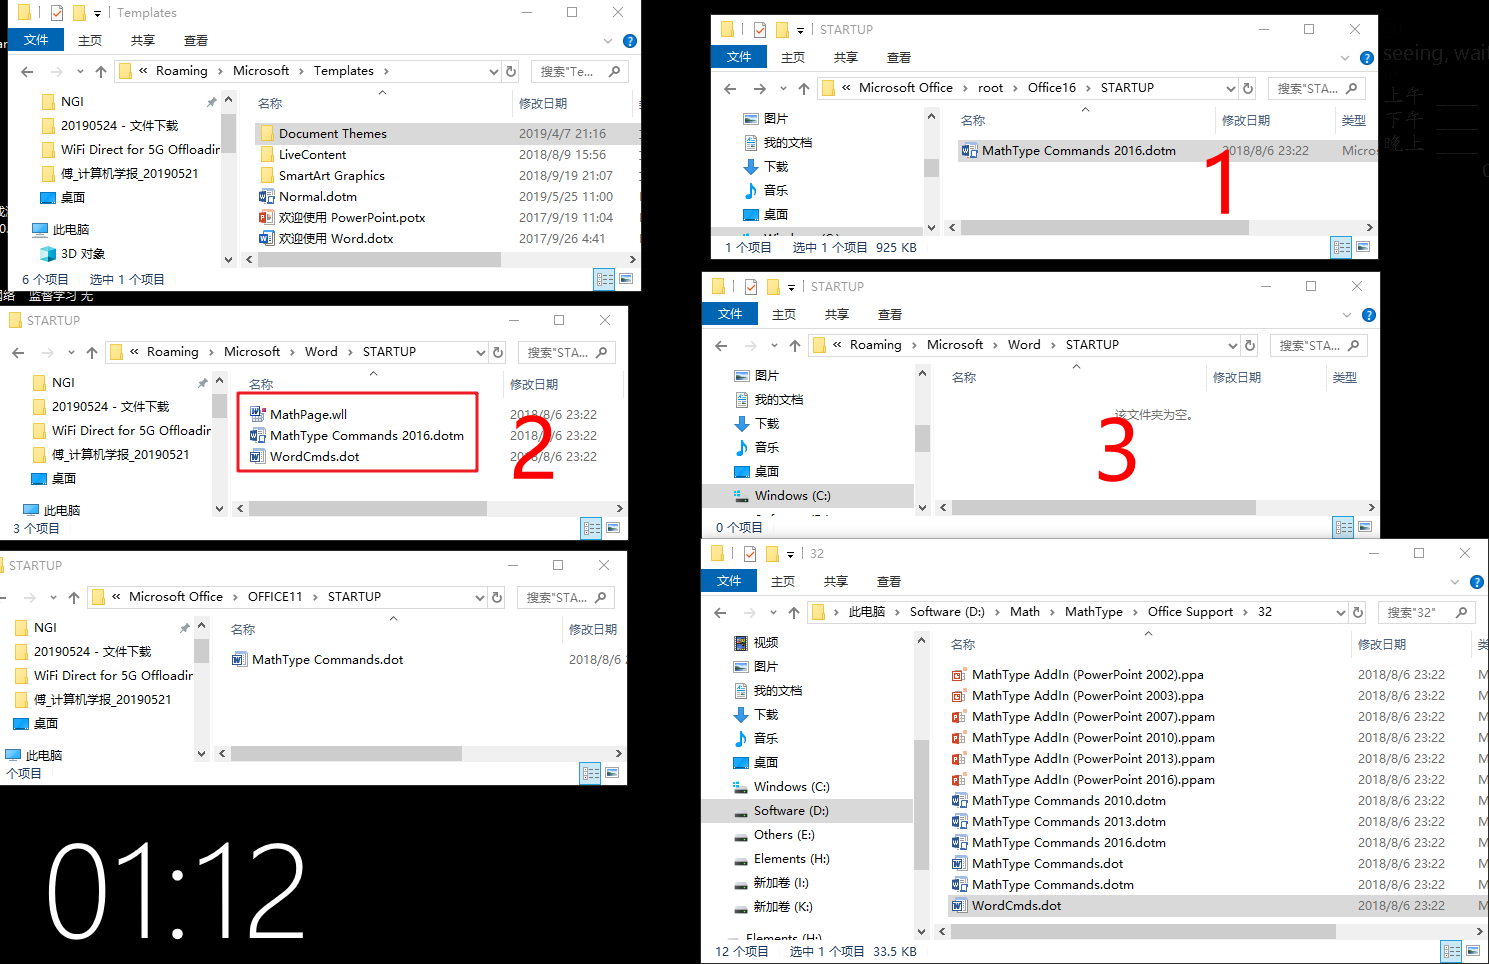 Templates
文件 主页 共享 查看
« Roaming › Microsoft › Templates › 搜索"Te...
NGI
20190524 - 文件下载
WiFi Direct for 5G Offloadin
傅_计算机学报_20190521
桌面
此电脑
3D 对象
名称 修改日期
Document Themes 2019/4/7 21:16
LiveContent 2018/8/9 15:56
SmartArt Graphics 2018/9/19 21:07
Normal.dotm 2019/5/25 11:00
欢迎使用 PowerPoint.potx 2017/9/19 11:04
欢迎使用 Word.dotx 2017/9/26 4:41
6 个项目 选中 1 个项目
网络 监督学习 无
STARTUP
« Roaming › Microsoft › Word › STARTUP 搜索"STA...
NGI
20190524 - 文件下载
WiFi Direct for 5G Offloadin
傅_计算机学报_20190521
桌面
此电脑
名称 修改日期
MathPage.wll 2018/8/6 23:22
MathType Commands 2016.dotm 2018/8/6 23:22
WordCmds.dot 2018/8/6 23:22
2
3 个项目
STARTUP
« Microsoft Office › OFFICE11 › STARTUP 搜索"STA...
NGI
20190524 - 文件下载
WiFi Direct for 5G Offloadin
傅_计算机学报_20190521
桌面
此电脑
名称 修改日期
MathType Commands.dot 2018/8/6
个项目
01:12
STARTUP
文件 主页 共享 查看
« Microsoft Office › root › Office16 › STARTUP 搜索"STA...
图片
我的文档
下载
音乐
桌面
名称 修改日期 类型
MathType Commands 2016.dotm 2018/8/6 23:22 Micros
1
1 个项目 选中 1 个项目 925 KB
seeing, wait
上午
下午
晚上
STARTUP
文件 主页 共享 查看
« Roaming › Microsoft › Word › STARTUP 搜索"STA...
图片
我的文档
下载
音乐
桌面
Windows (C:)
名称 修改日期 类型
该文件夹为空。
3
0 个项目
32
文件 主页 共享 查看
› 此电脑 › Software (D:) › Math › MathType › Office Support › 32 搜索"32"
视频
图片
我的文档
下载
音乐
桌面
Windows (C:)
Software (D:)
Others (E:)
Elements (H:)
新加卷 (I:)
新加卷 (K:)
Elements (H:)
名称 修改日期 类
MathType AddIn (PowerPoint 2002).ppa 2018/8/6 23:22 M
MathType AddIn (PowerPoint 2003).ppa 2018/8/6 23:22 M
MathType AddIn (PowerPoint 2007).ppam 2018/8/6 23:22 M
MathType AddIn (PowerPoint 2010).ppam 2018/8/6 23:22 M
MathType AddIn (PowerPoint 2013).ppam 2018/8/6 23:22 M
MathType AddIn (PowerPoint 2016).ppam 2018/8/6 23:22 M
MathType Commands 2010.dotm 2018/8/6 23:22 M
MathType Commands 2013.dotm 2018/8/6 23:22 M
MathType Commands 2016.dotm 2018/8/6 23:22 M
MathType Commands.dot 2018/8/6 23:22 M
MathType Commands.dotm 2018/8/6 23:22 M
WordCmds.dot 2018/8/6 23:22 M
12 个项目 选中 1 个项目 33.5 KB